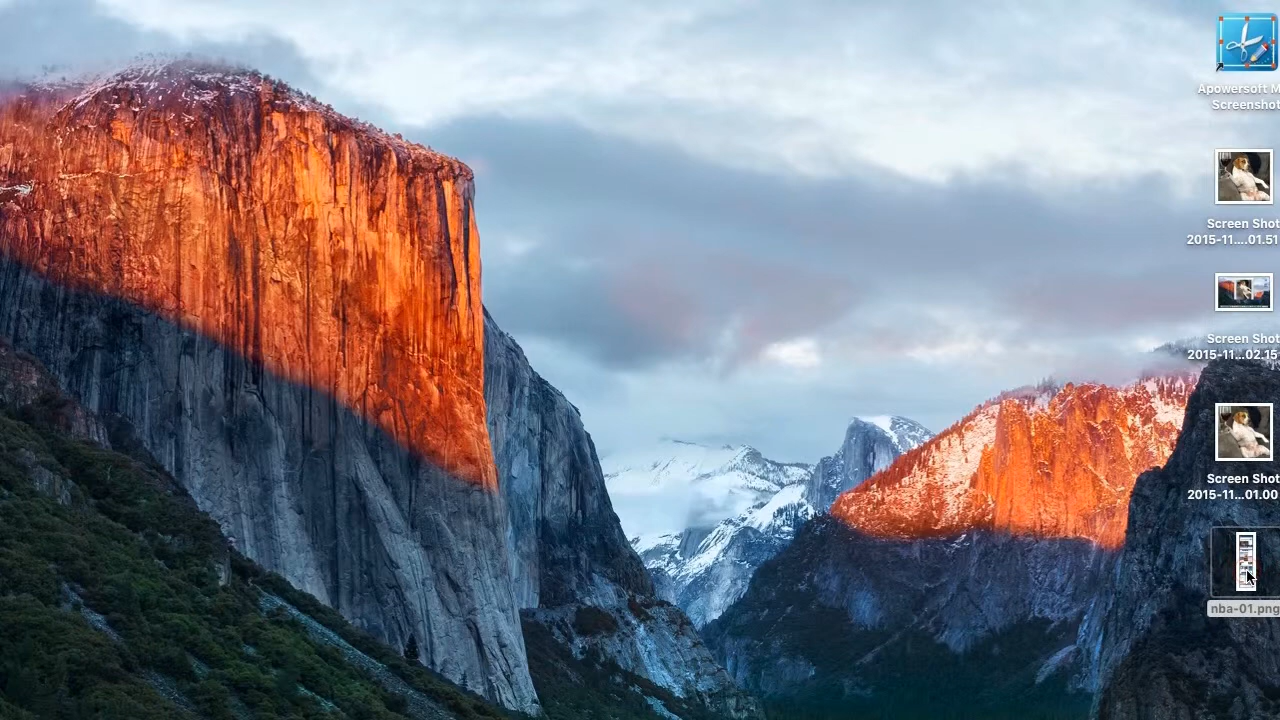 Apowersoft M
Screenshot
Screen Shot
2015-11....01.51
Screen Shot
2015-11...02.15
Screen Shot
2015-11...01.00
nba-01.png